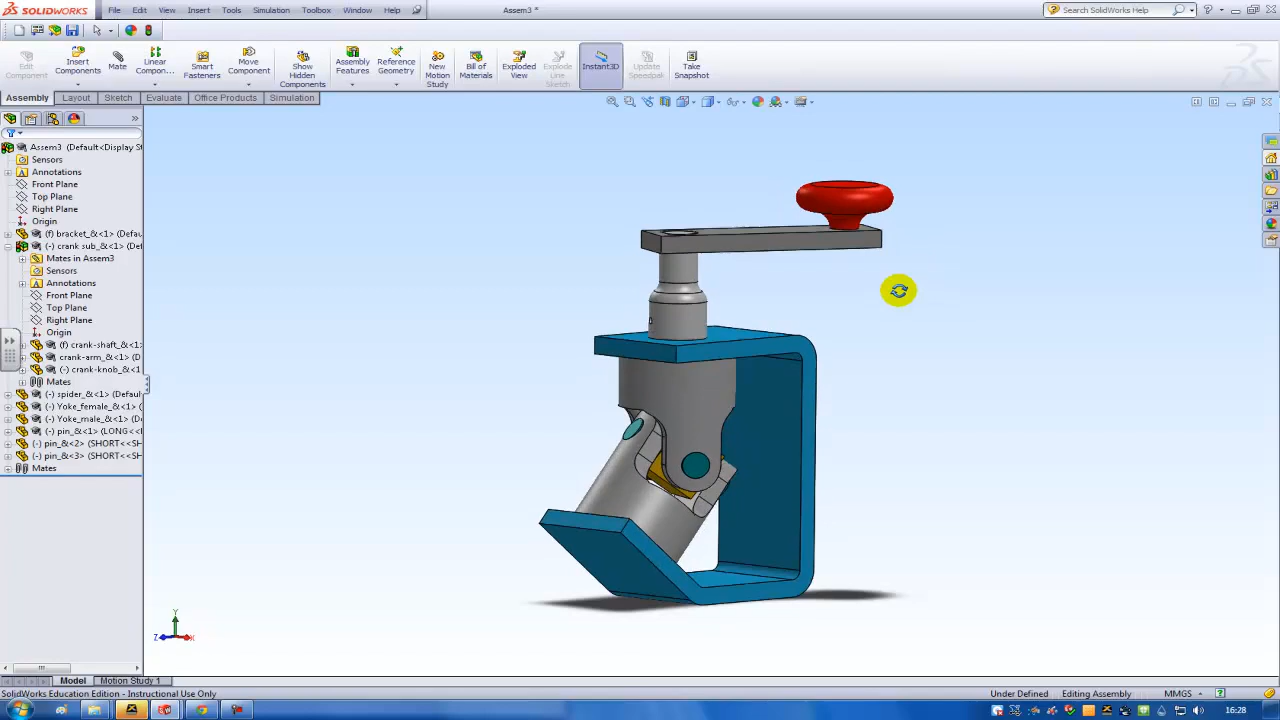 SOLIDWORKS File Edit View Insert Tools Simulation Toolbox Window Help Assem3 * Search SolidWorks Help
Edit Component
Insert Components
Mate
Linear Compon...
Smart Fasteners
Move Component
Show Hidden Components
Assembly Features
Reference Geometry
New Motion Study
Bill of Materials
Exploded View
Explode Line Sketch
Instant3D
Update Speedpak
Take Snapshot
Assembly Layout Sketch Evaluate Office Products Simulation
Assem3 (Default<Display S
Sensors
Annotations
Front Plane
Top Plane
Right Plane
Origin
(f) bracket_&<1> (Defau
(-) crank sub_&<1> (Def
Mates in Assem3
Sensors
Annotations
Front Plane
Top Plane
Right Plane
Origin
(f) crank-shaft_&<1>
crank-arm_&<1> (D
(-) crank-knob_&<1
Mates
(-) spider_&<1> (Defau
(-) Yoke_female_&<1> (
(-) Yoke_male_&<1> (D
(-) pin_&<1> (LONG<<S
(-) pin_&<2> (SHORT<<SH
(-) pin_&<3> (SHORT<<SH
Mates
Y
Z X
Model Motion Study 1
SolidWorks Education Edition - Instructional Use Only Under Defined Editing Assembly MMGS
16:28